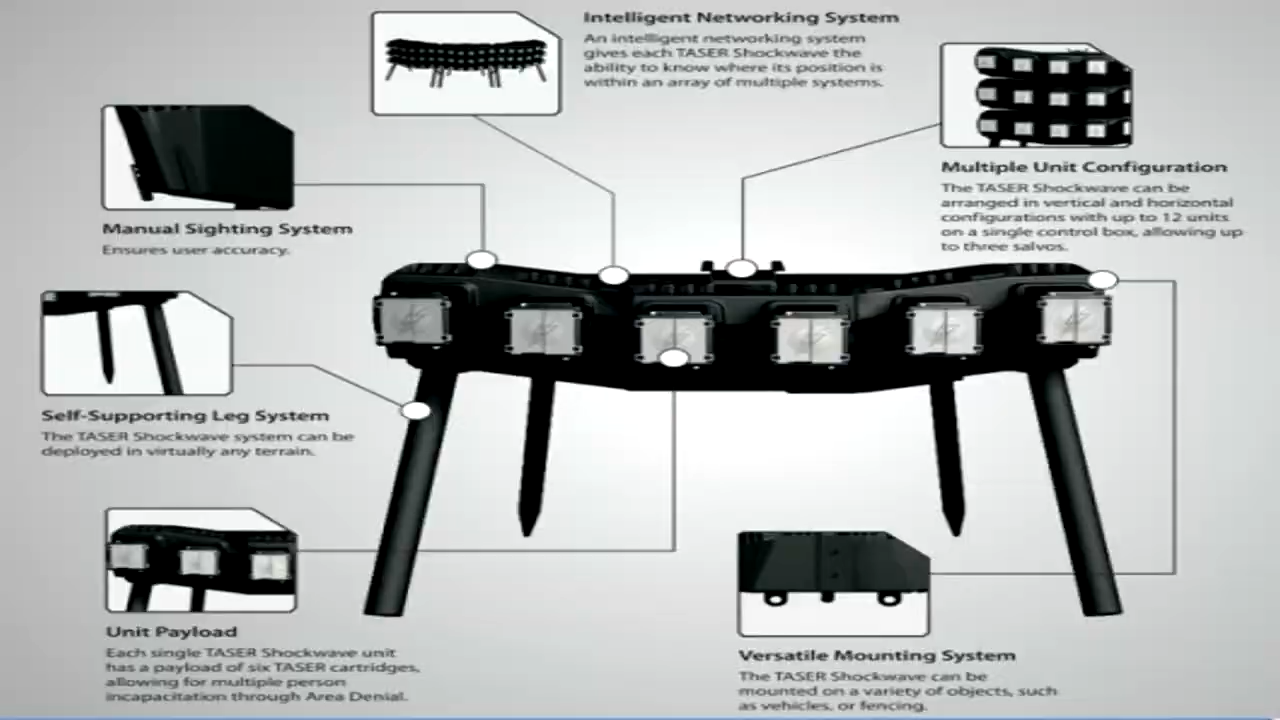 Intelligent Networking System
An intelligent networking system
gives each TASER Shockwave the
ability to know where its position is
within an array of multiple systems.
Multiple Unit Configuration
The TASER Shockwave can be
arranged in vertical and horizontal
configurations with up to 12 units
on a single control box, allowing up
to three salvos.
Manual Sighting System
Ensures user accuracy.
Self-Supporting Leg System
The TASER Shockwave system can be
deployed in virtually any terrain.
Unit Payload
Each single TASER Shockwave unit
has a payload of six TASER cartridges,
allowing for multiple person
incapacitation through Area Denial.
Versatile Mounting System
The TASER Shockwave can be
mounted on a variety of objects, such
as vehicles, or fencing.